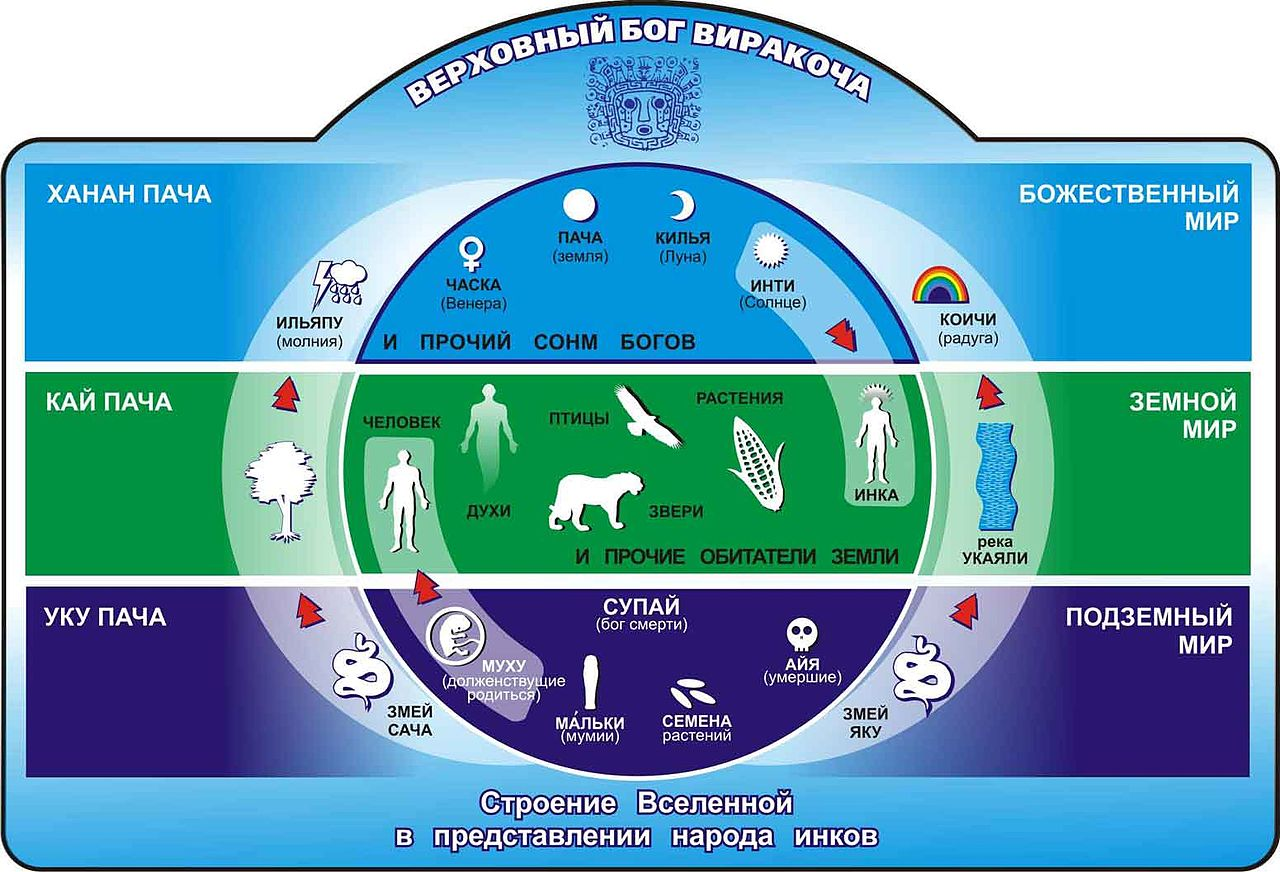 ВЕРХОВНЫЙ БОГ ВИРАКОЧА
ХАНАН ПАЧА
БОЖЕСТВЕННЫЙ
МИР
ПАЧА
(земля)
КИЛЬЯ
(Луна)
ЧАСКА
(Венера)
ИНТИ
(Солнце)
ИЛЬЯПУ
(молния)
КОИЧИ
(радуга)
И ПРОЧИЙ СОНМ БОГОВ
КАЙ ПАЧА
ЗЕМНОЙ
МИР
ЧЕЛОВЕК
ДУХИ
ПТИЦЫ
ЗВЕРИ
РАСТЕНИЯ
ИНКА
река
УКАЯЛИ
И ПРОЧИЕ ОБИТАТЕЛИ ЗЕМЛИ
УКУ ПАЧА
ПОДЗЕМНЫЙ
МИР
СУПАЙ
(бог смерти)
МУХУ
(долженствущие
родиться)
АЙЯ
(умершие)
МА́ЛЬКИ
(мумии)
СЕМЕНА
растений
ЗМЕЙ
САЧА
ЗМЕЙ
ЯКУ
Строение Вселенной
в представлении народа инков